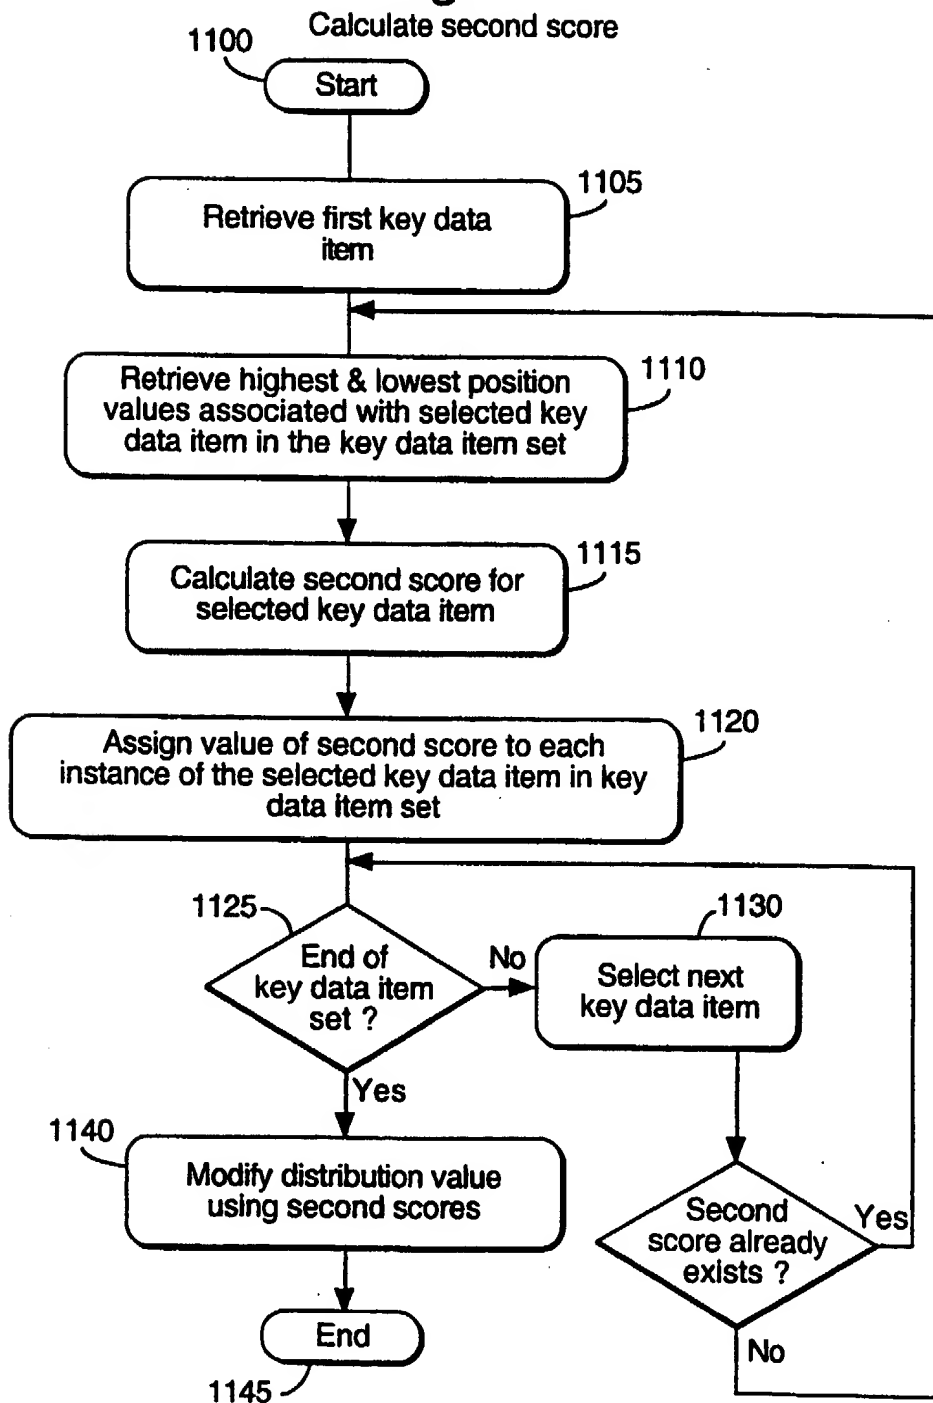 Calculate second score
1100
Start
1105
Retrieve first key data
item
1110
Retrieve highest & lowest position
values associated with selected key
data item in the key data item set
1115
Calculate second score for
selected key data item
1120
Assign value of second score to each
instance of the selected key data item in key
data item set
1125
End of
key data item
set ?
No
1130
Select next
key data item
Yes
1140
Modify distribution value
using second scores
Second
score already
exists ?
Yes
No
End
1145